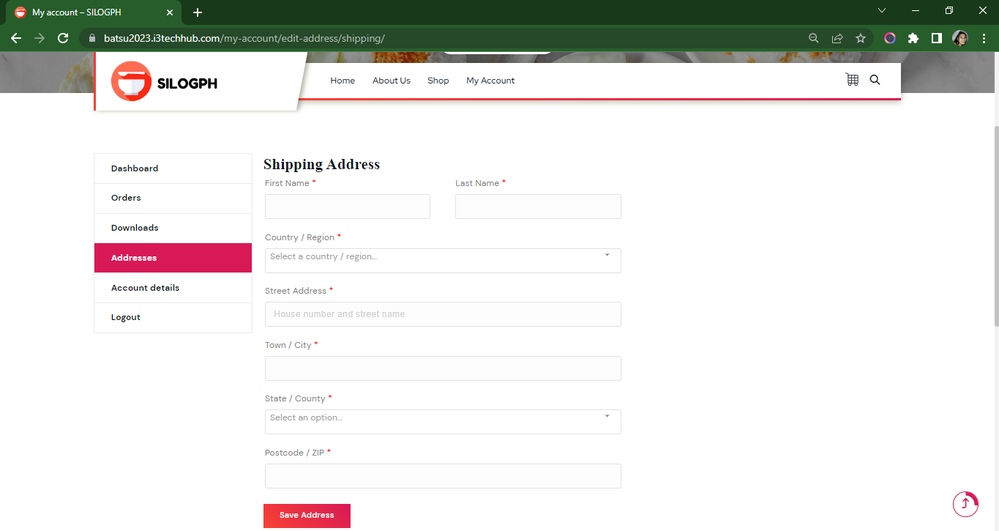 My account – SILOGPH
batsu2023.i3techhub.com/my-account/edit-address/shipping/
SILOGPH
Home About Us Shop My Account
Dashboard
Orders
Downloads
Addresses
Account details
Logout
Shipping Address
First Name * Last Name *
Country / Region *
Select a country / region...
Street Address *
House number and street name
Town / City *
State / County *
Select an option...
Postcode / ZIP *
Save Address